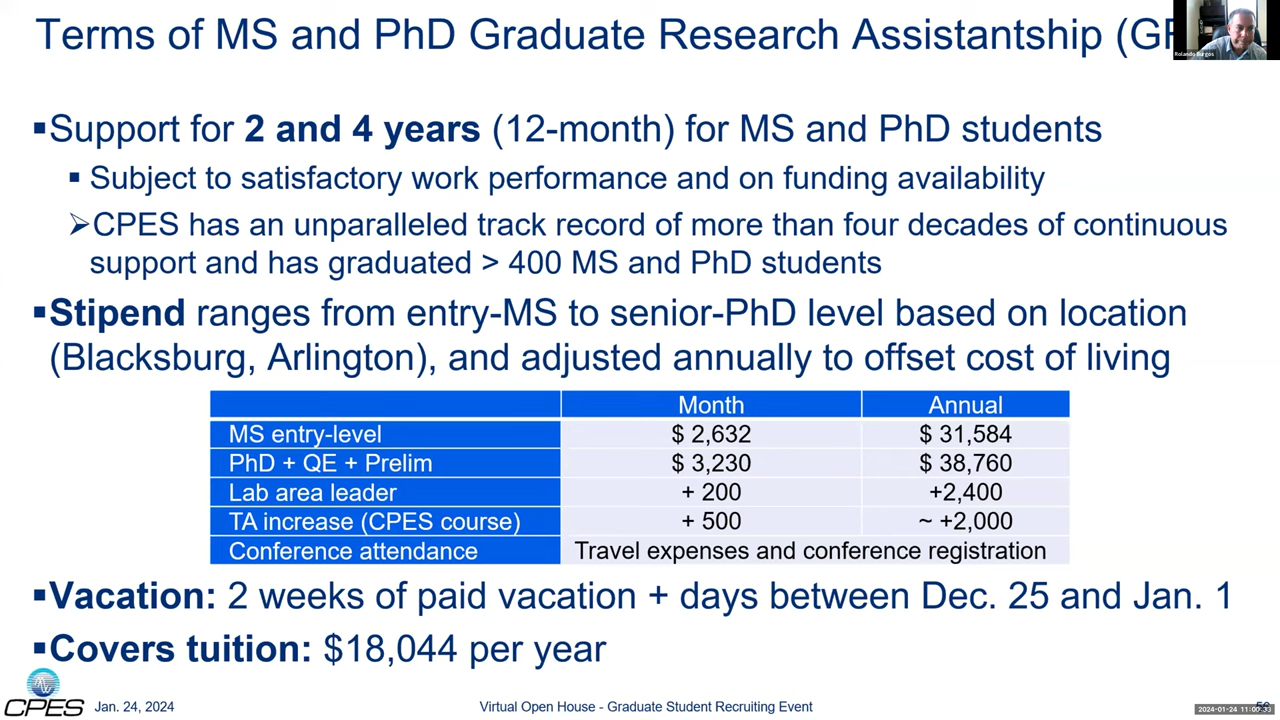 Terms of MS and PhD Graduate Research Assistantship
Rolando Burgos
▪Support for 2 and 4 years (12-month) for MS and PhD students
▪ Subject to satisfactory work performance and on funding availability
➢CPES has an unparalleled track record of more than four decades of continuous
support and has graduated > 400 MS and PhD students
▪Stipend ranges from entry-MS to senior-PhD level based on location
(Blacksburg, Arlington), and adjusted annually to offset cost of living
Month Annual
MS entry-level $ 2,632 $ 31,584
PhD + QE + Prelim $ 3,230 $ 38,760
Lab area leader + 200 +2,400
TA increase (CPES course) + 500 ~ +2,000
Conference attendance Travel expenses and conference registration
▪Vacation: 2 weeks of paid vacation + days between Dec. 25 and Jan. 1
▪Covers tuition: $18,044 per year
CPES Jan. 24, 2024 Virtual Open House - Graduate Student Recruiting Event